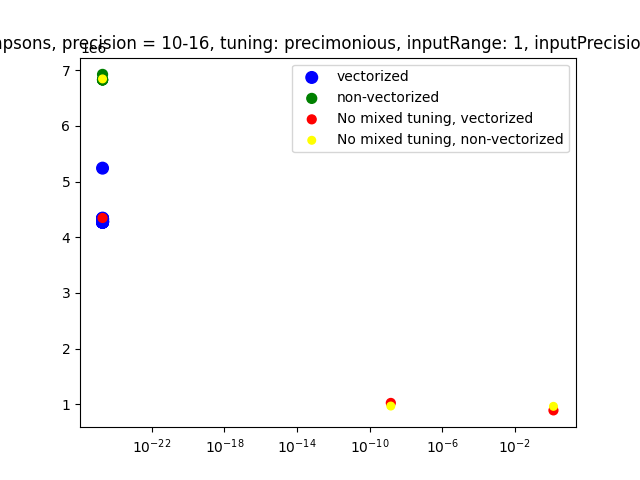 psons, precision = 10-16, tuning: precimonious, inputRange: 1, inputPrecisio
1e6
vectorized
non-vectorized
No mixed tuning, vectorized
No mixed tuning, non-vectorized
7
6
5
4
3
2
1
10^-22
10^-18
10^-14
10^-10
10^-6
10^-2